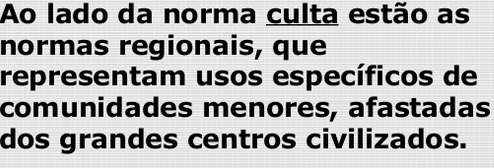 Ao lado da norma culta estão as
normas regionais, que
representam usos específicos de
comunidades menores, afastadas
dos grandes centros civilizados.